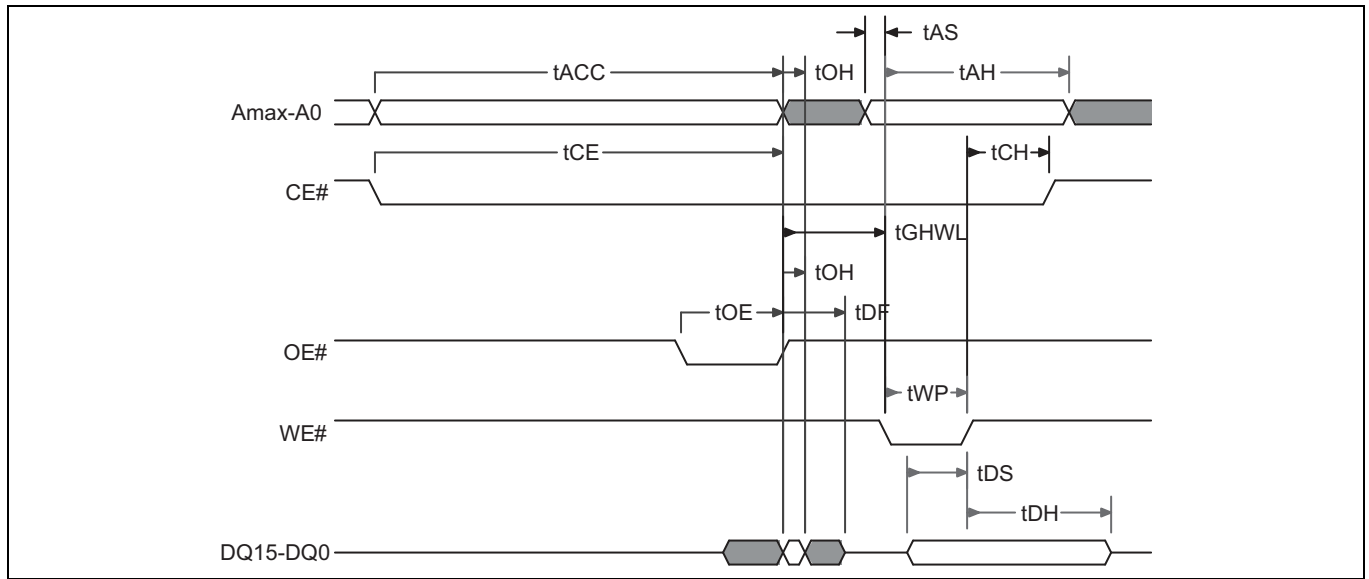 tAS
tACC
tOH
tAH
Amax-A0
tCE
tCH
CE#
tGHWL
tOH
tOE
tDF
OE#
tWP
WE#
tDS
tDH
DQ15-DQ0